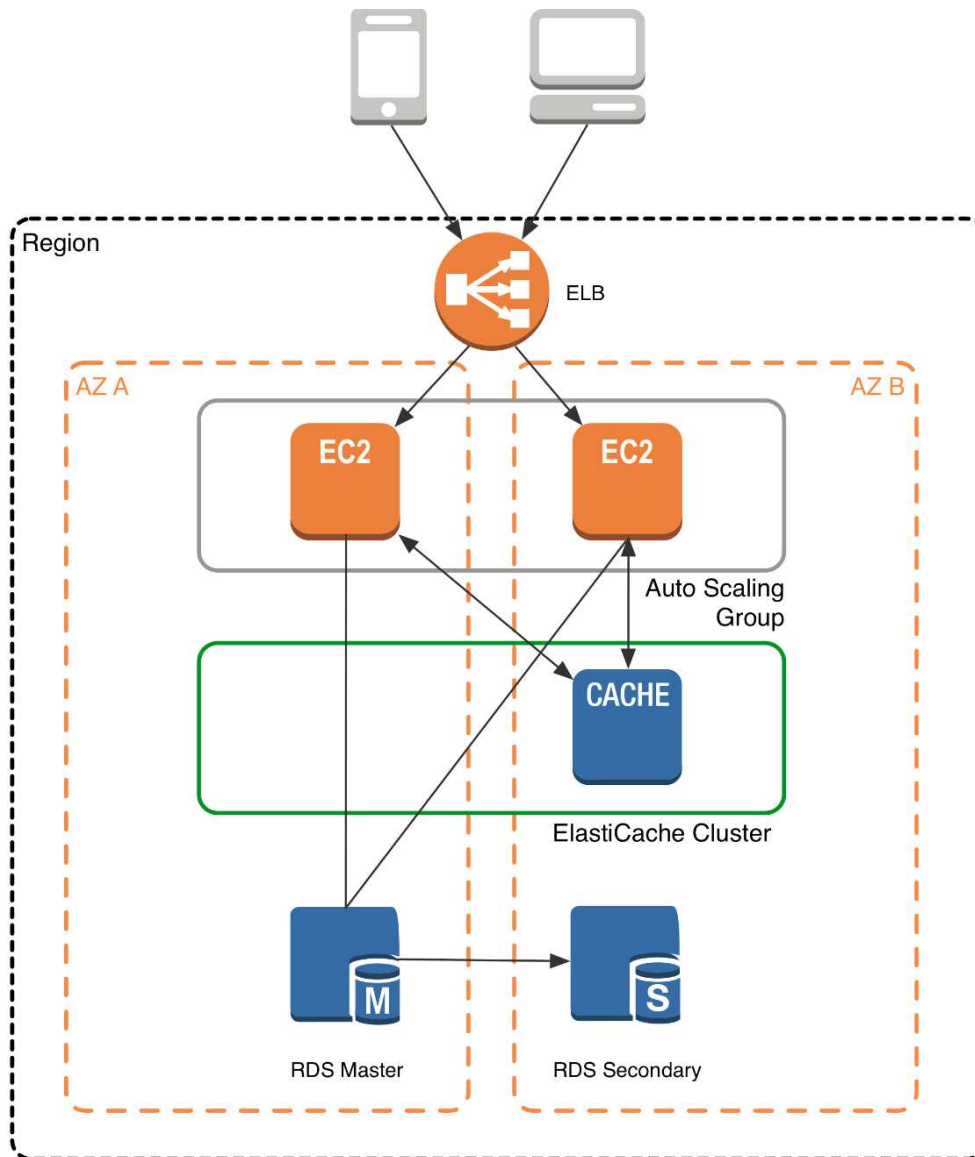 Region
ELB
AZ A
AZ B
EC2
EC2
Auto Scaling
Group
CACHE
ElastiCache Cluster
M
S
RDS Master
RDS Secondary